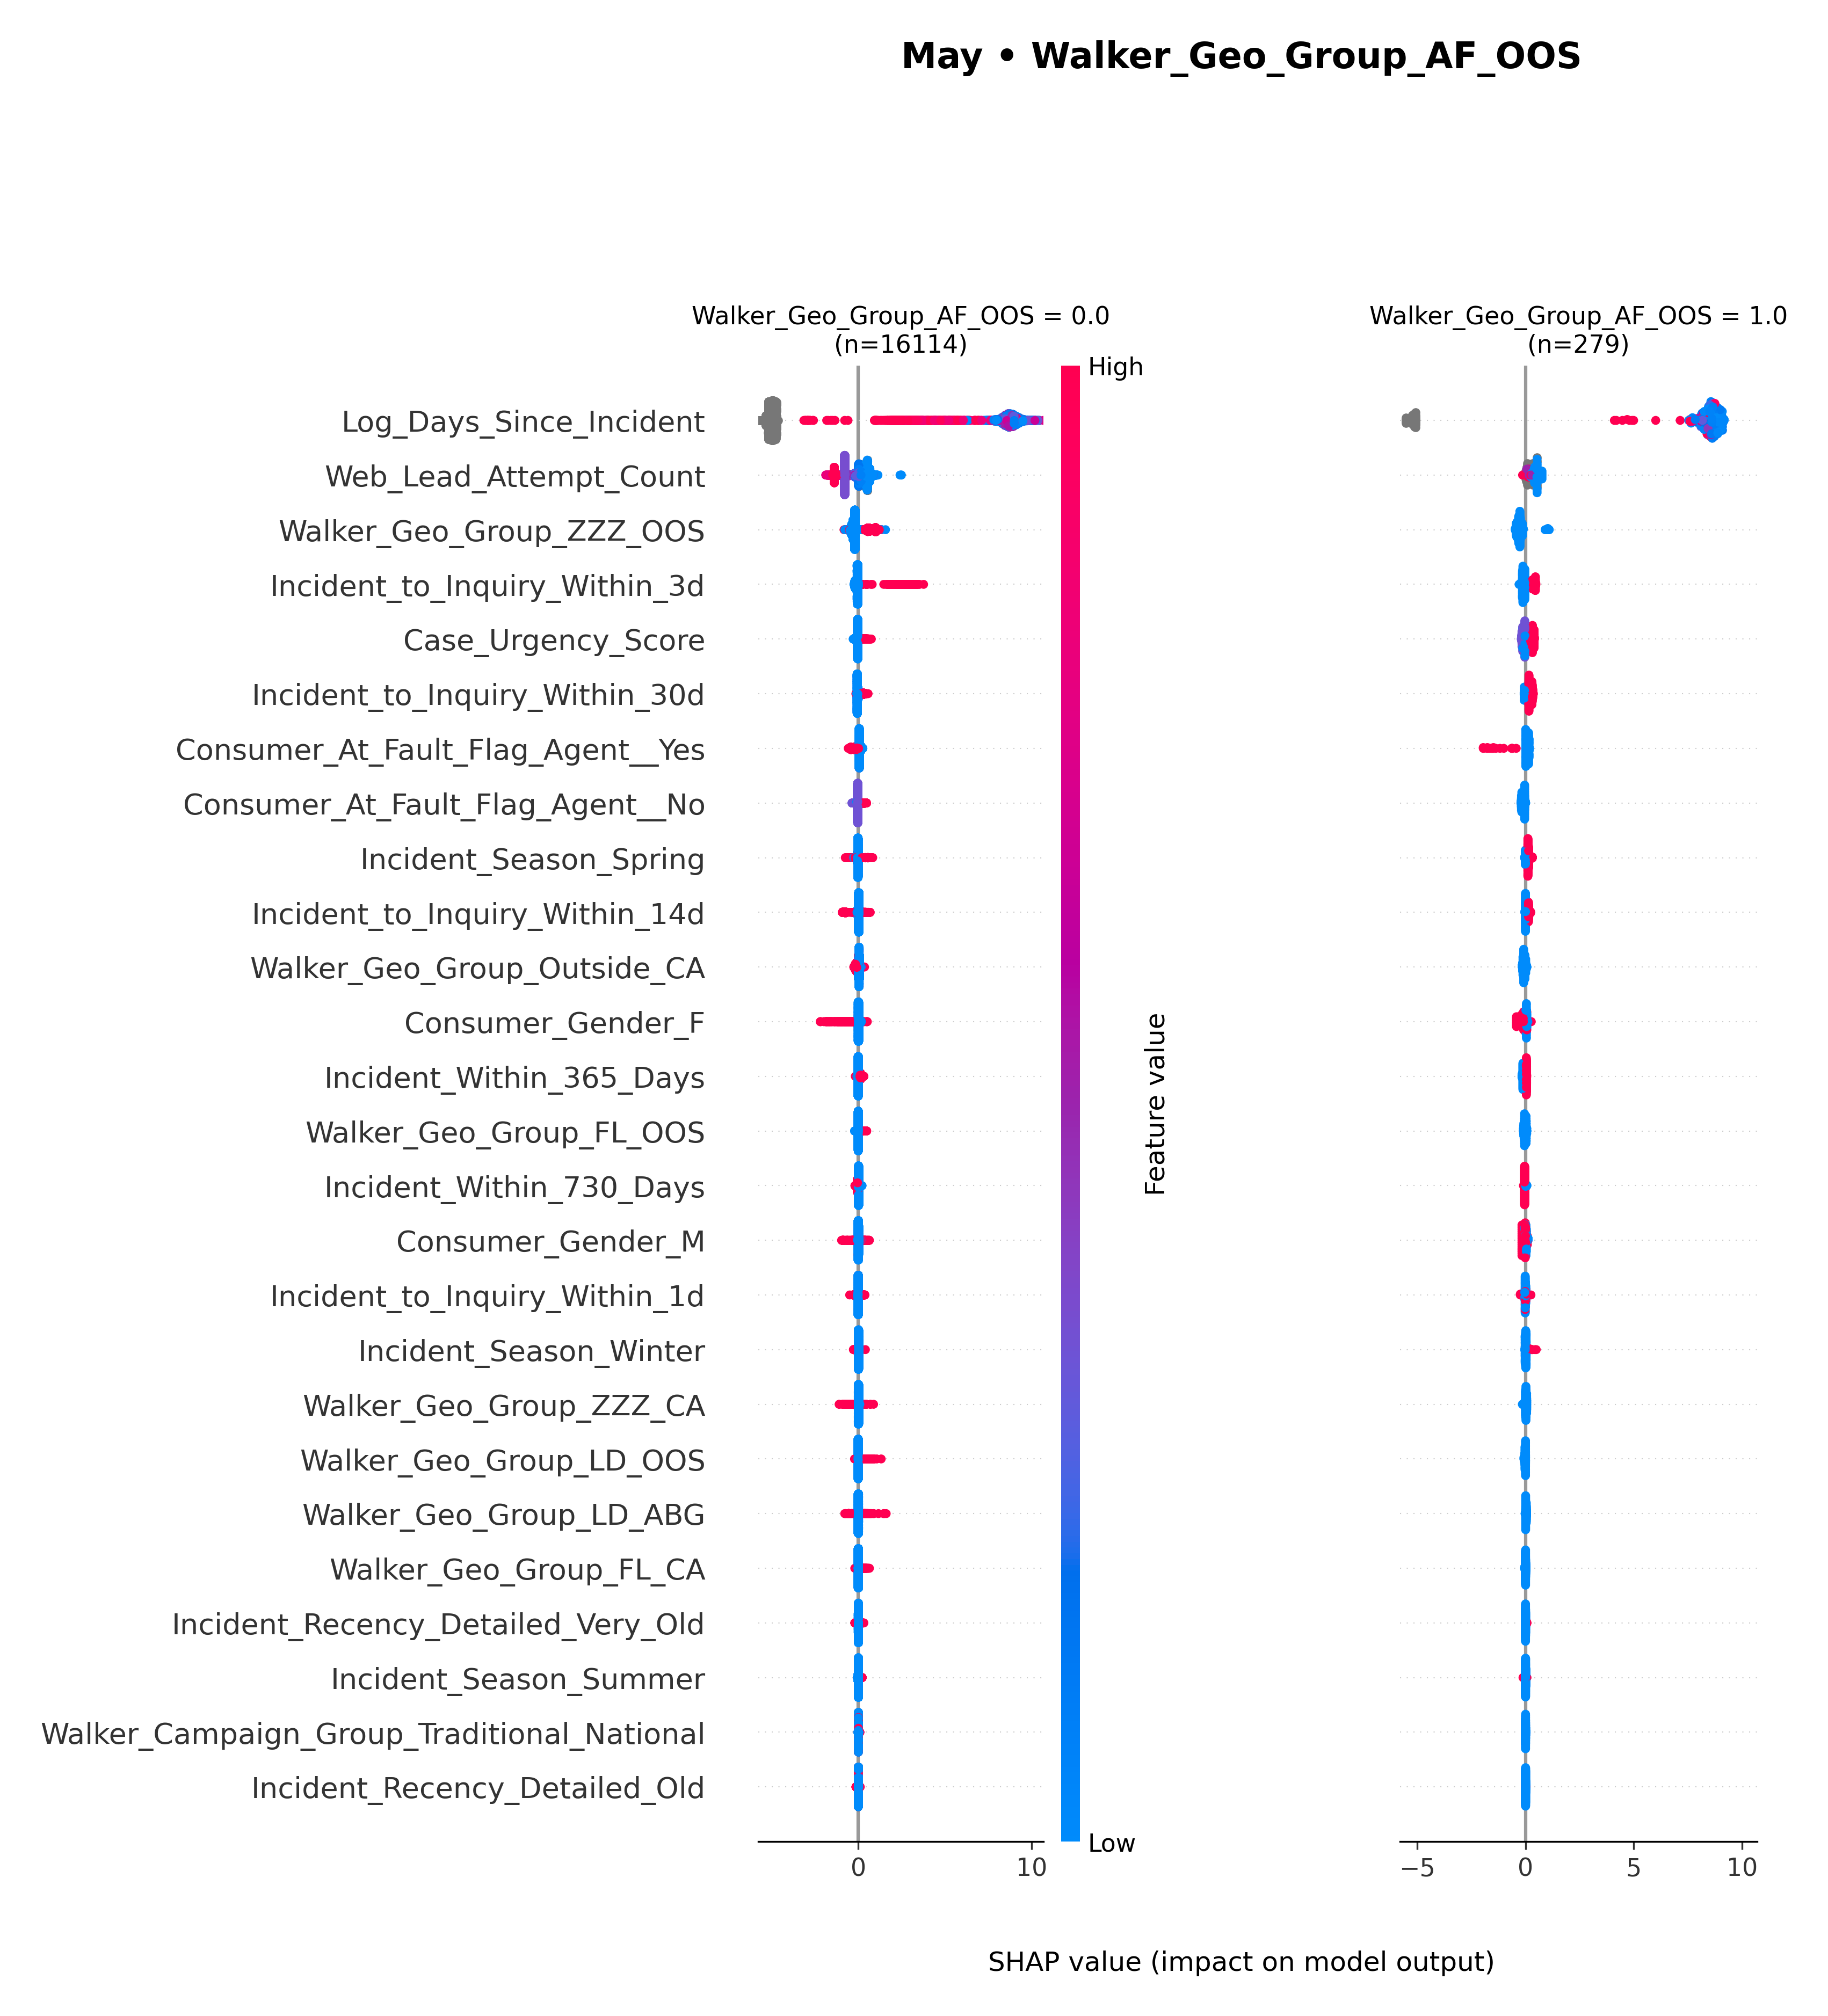 May • Walker_Geo_Group_AF_OOS
Walker_Geo_Group_AF_OOS = 0.0
(n=16114)
Walker_Geo_Group_AF_OOS = 1.0
(n=279)
High
Log_Days_Since_Incident
Web_Lead_Attempt_Count
Walker_Geo_Group_ZZZ_OOS
Incident_to_Inquiry_Within_3d
Case_Urgency_Score
Incident_to_Inquiry_Within_30d
Consumer_At_Fault_Flag_Agent__Yes
Consumer_At_Fault_Flag_Agent__No
Incident_Season_Spring
Incident_to_Inquiry_Within_14d
Walker_Geo_Group_Outside_CA
Consumer_Gender_F
Incident_Within_365_Days
Walker_Geo_Group_FL_OOS
Incident_Within_730_Days
Consumer_Gender_M
Incident_to_Inquiry_Within_1d
Incident_Season_Winter
Walker_Geo_Group_ZZZ_CA
Walker_Geo_Group_LD_OOS
Walker_Geo_Group_LD_ABG
Walker_Geo_Group_FL_CA
Incident_Recency_Detailed_Very_Old
Incident_Season_Summer
Walker_Campaign_Group_Traditional_National
Incident_Recency_Detailed_Old
Feature value
Low
0 10
−5 0 5 10
SHAP value (impact on model output)